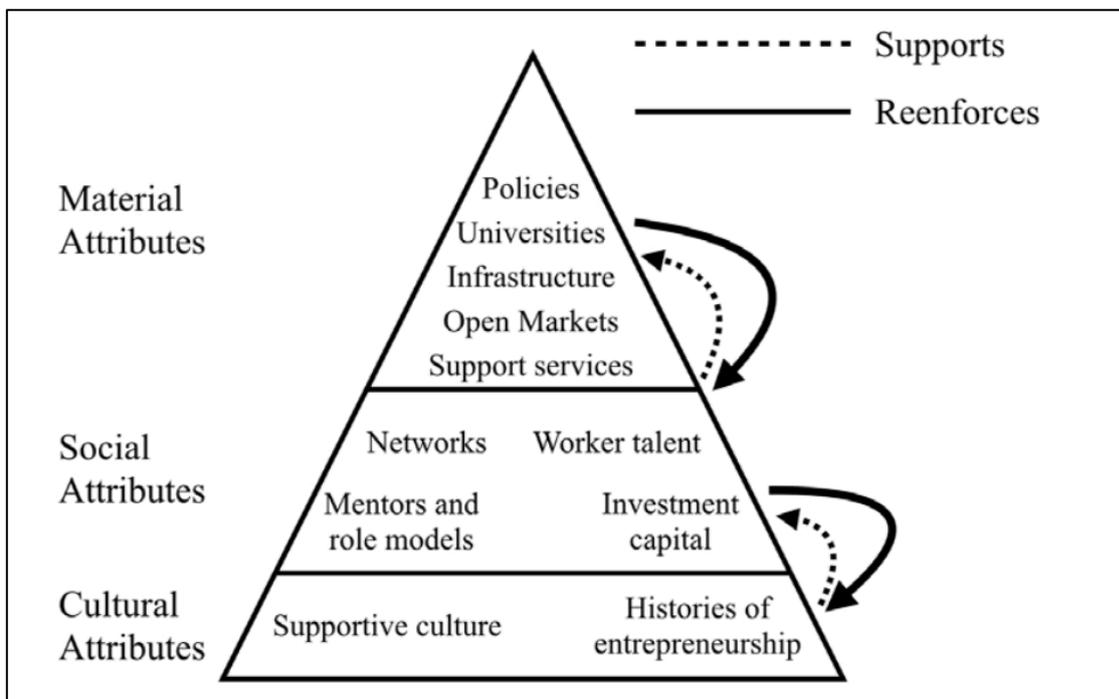 Supports
Reenforces
Material
Attributes
Policies
Universities
Infrastructure
Open Markets
Support services
Social
Attributes
Networks
Worker talent
Mentors and
role models
Investment
capital
Cultural
Attributes
Supportive culture
Histories of
entrepreneurship